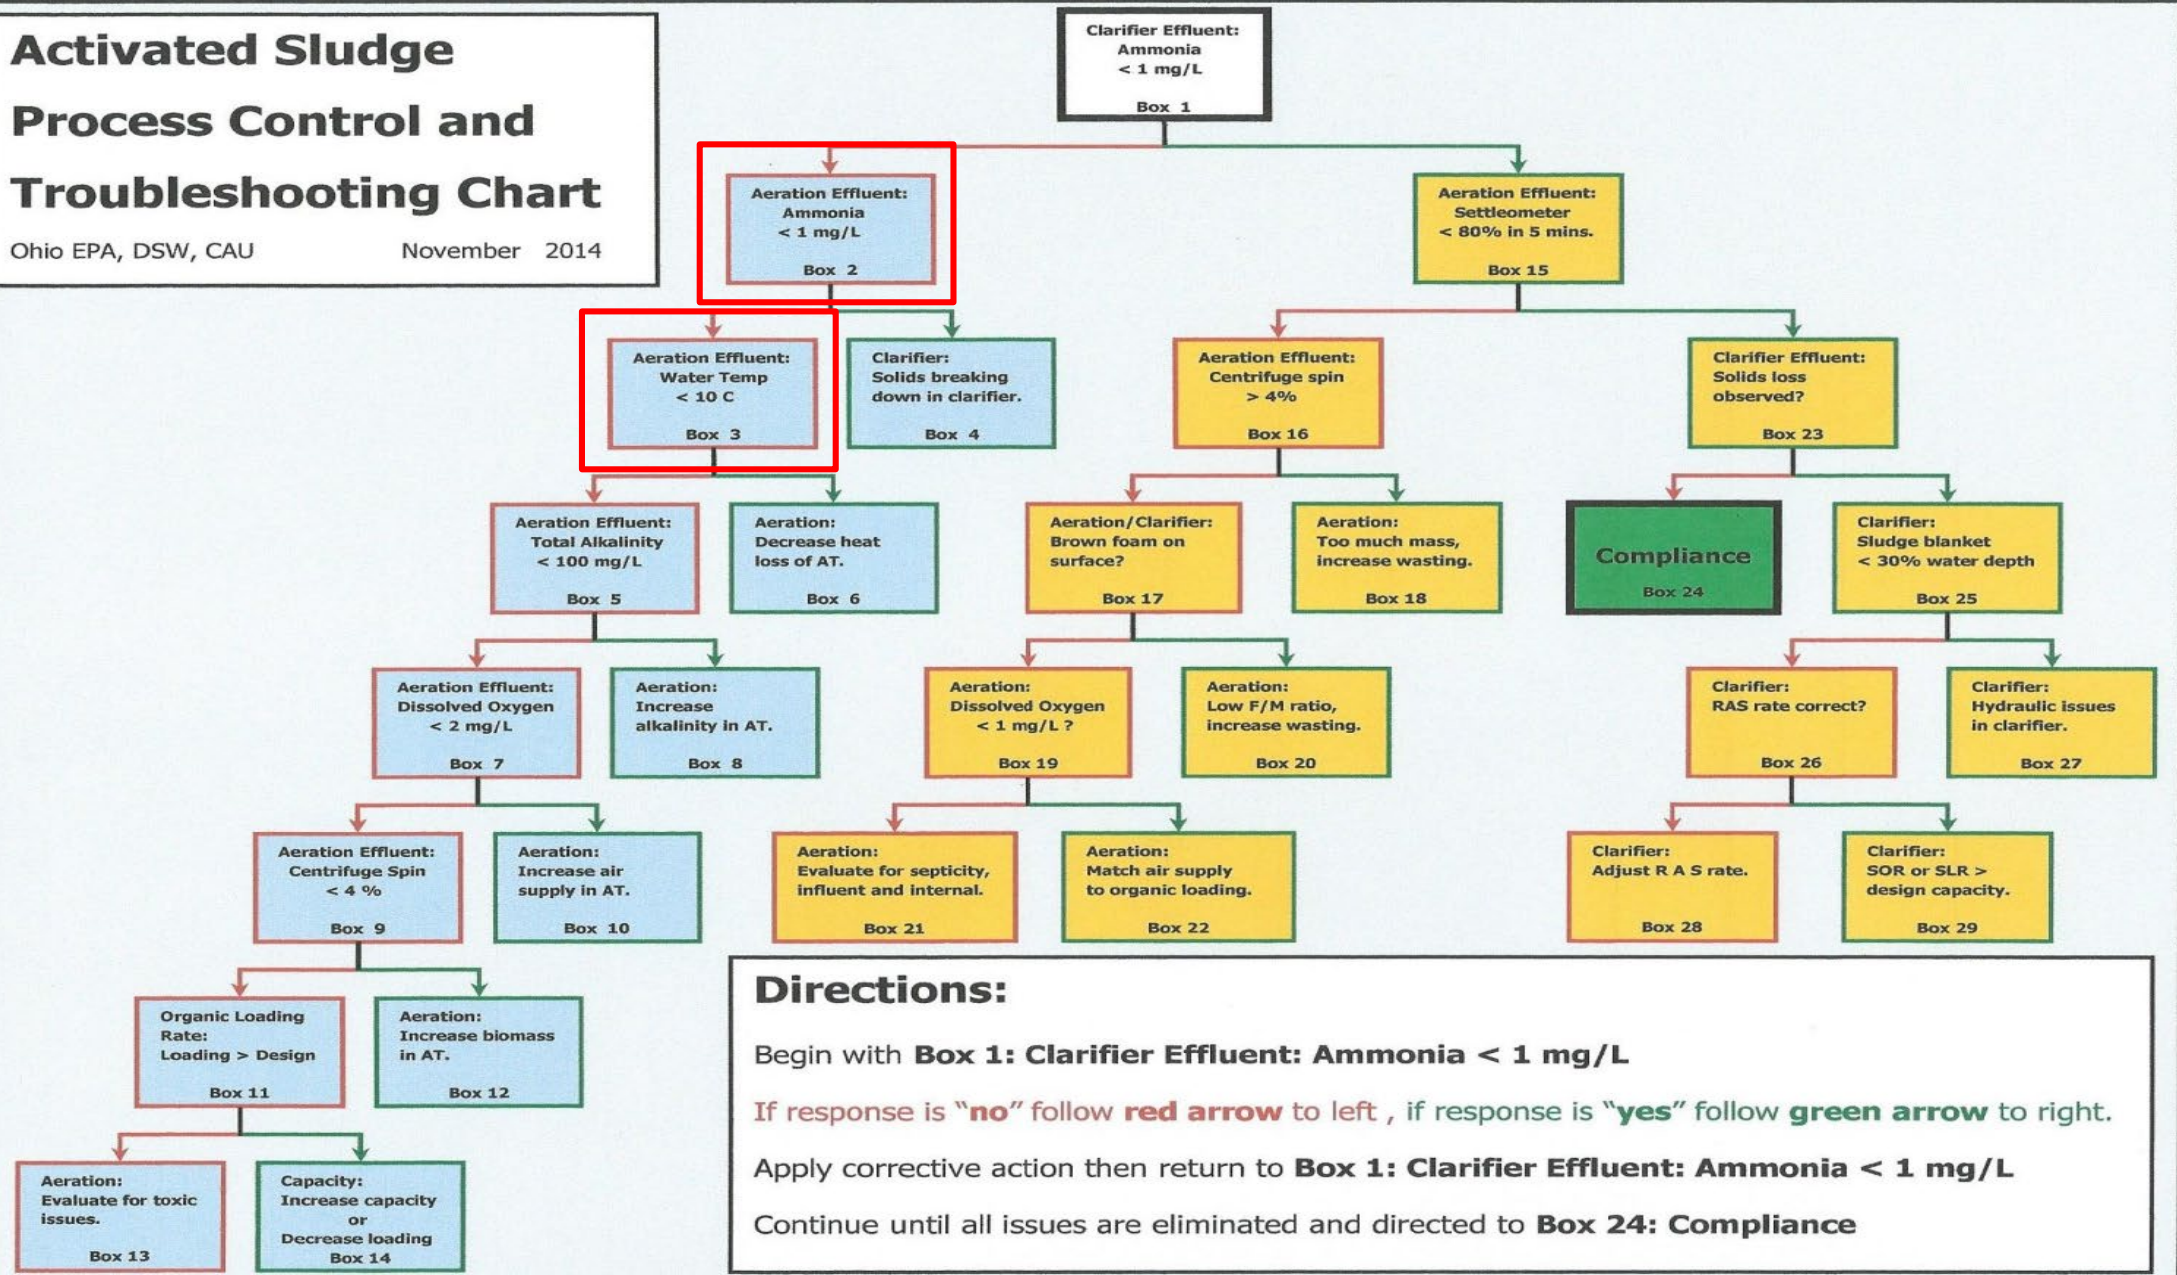 Activated Sludge
Process Control and
Troubleshooting Chart
Ohio EPA, DSW, CAU November 2014
Clarifier Effluent:
Ammonia
< 1 mg/L
Box 1
Aeration Effluent:
Ammonia
< 1 mg/L
Box 2
Aeration Effluent:
Settleometer
< 80% in 5 mins.
Box 15
Aeration Effluent:
Water Temp
< 10 C
Box 3
Clarifier:
Solids breaking
down in clarifier.
Box 4
Aeration Effluent:
Centrifuge spin
> 4%
Box 16
Clarifier Effluent:
Solids loss
observed?
Box 23
Aeration Effluent:
Total Alkalinity
< 100 mg/L
Box 5
Aeration:
Decrease heat
loss of AT.
Box 6
Aeration/Clarifier:
Brown foam on
surface?
Box 17
Aeration:
Too much mass,
increase wasting.
Box 18
Compliance
Box 24
Clarifier:
Sludge blanket
< 30% water depth
Box 25
Aeration Effluent:
Dissolved Oxygen
< 2 mg/L
Box 7
Aeration:
Increase
alkalinity in AT.
Box 8
Aeration:
Dissolved Oxygen
< 1 mg/L ?
Box 19
Aeration:
Low F/M ratio,
increase wasting.
Box 20
Clarifier:
RAS rate correct?
Box 26
Clarifier:
Hydraulic issues
in clarifier.
Box 27
Aeration Effluent:
Centrifuge Spin
< 4 %
Box 9
Aeration:
Increase air
supply in AT.
Box 10
Aeration:
Evaluate for septicity,
influent and internal.
Box 21
Aeration:
Match air supply
to organic loading.
Box 22
Clarifier:
Adjust R A S rate.
Box 28
Clarifier:
SOR or SLR >
design capacity.
Box 29
Organic Loading
Rate:
Loading > Design
Box 11
Aeration:
Increase biomass
in AT.
Box 12
Aeration:
Evaluate for toxic
issues.
Box 13
Capacity:
Increase capacity
or
Decrease loading
Box 14
Directions:
Begin with Box 1: Clarifier Effluent: Ammonia < 1 mg/L
If response is "no" follow red arrow to left , if response is "yes" follow green arrow to right.
Apply corrective action then return to Box 1: Clarifier Effluent: Ammonia < 1 mg/L
Continue until all issues are eliminated and directed to Box 24: Compliance